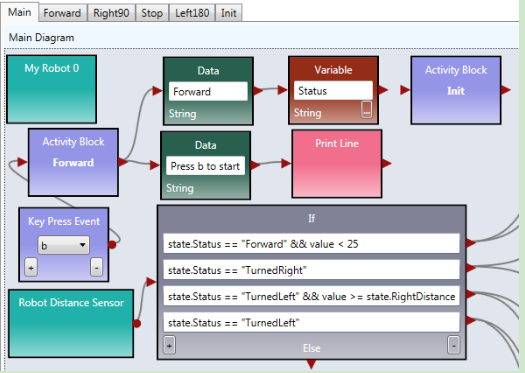 Main Forward Right90 Stop Left180 Init
Main Diagram
My Robot 0
Data
Forward
String
Variable
Status
String
...
Activity Block
Init
Activity Block
Forward
Data
Press b to start
String
Print Line
Key Press Event
b
+ -
Robot Distance Sensor
If
state.Status == "Forward" && value < 25
state.Status == "TurnedRight"
state.Status == "TurnedLeft" && value >= state.RightDistance
state.Status == "TurnedLeft"
+ Else -